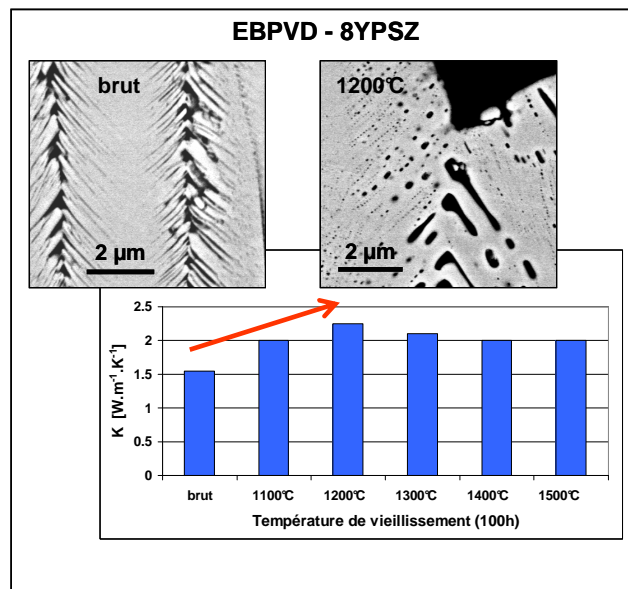 EBPVD - 8YPSZ
brut
1200°C
2 µm
2 µm
2.5
2
1.5
1
0.5
0
K [W.m⁻¹.K⁻¹]
brut 1100°C 1200°C 1300°C 1400°C 1500°C
Température de vieillissement (100h)